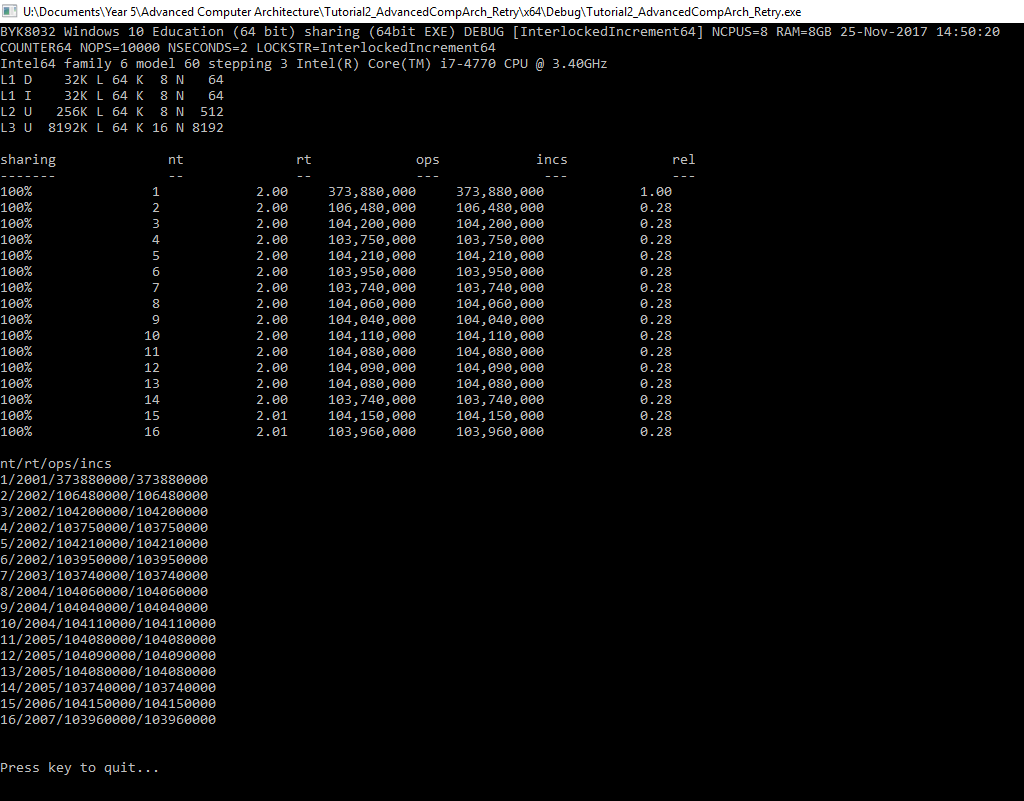 U:\Documents\Year 5\Advanced Computer Architecture\Tutorial2_AdvancedCompArch_Retry\x64\Debug\Tutorial2_AdvancedCompArch_Retry.exe
BYK8032 Windows 10 Education (64 bit) sharing (64bit EXE) DEBUG [InterlockedIncrement64] NCPUS=8 RAM=8GB 25-Nov-2017 14:50:20
COUNTER64 NOPS=10000 NSECONDS=2 LOCKSTR=InterlockedIncrement64
Intel64 family 6 model 60 stepping 3 Intel(R) Core(TM) i7-4770 CPU @ 3.40GHz
L1 D    32K L 64 K  8 N   64
L1 I    32K L 64 K  8 N   64
L2 U   256K L 64 K  8 N  512
L3 U  8192K L 64 K 16 N 8192
sharing              nt              rt             ops            incs             rel
-------              --              --             ---             ---             ---
100%               1            2.00     373,880,000     373,880,000            1.00
100%               2            2.00     106,480,000     106,480,000            0.28
100%               3            2.00     104,200,000     104,200,000            0.28
100%               4            2.00     103,750,000     103,750,000            0.28
100%               5            2.00     104,210,000     104,210,000            0.28
100%               6            2.00     103,950,000     103,950,000            0.28
100%               7            2.00     103,740,000     103,740,000            0.28
100%               8            2.00     104,060,000     104,060,000            0.28
100%               9            2.00     104,040,000     104,040,000            0.28
100%              10            2.00     104,110,000     104,110,000            0.28
100%              11            2.00     104,080,000     104,080,000            0.28
100%              12            2.00     104,090,000     104,090,000            0.28
100%              13            2.00     104,080,000     104,080,000            0.28
100%              14            2.00     103,740,000     103,740,000            0.28
100%              15            2.01     104,150,000     104,150,000            0.28
100%              16            2.01     103,960,000     103,960,000            0.28
nt/rt/ops/incs
1/2001/373880000/373880000
2/2002/106480000/106480000
3/2002/104200000/104200000
4/2002/103750000/103750000
5/2002/104210000/104210000
6/2002/103950000/103950000
7/2003/103740000/103740000
8/2004/104060000/104060000
9/2004/104040000/104040000
10/2004/104110000/104110000
11/2005/104080000/104080000
12/2005/104090000/104090000
13/2005/104080000/104080000
14/2005/103740000/103740000
15/2006/104150000/104150000
16/2007/103960000/103960000
Press key to quit...